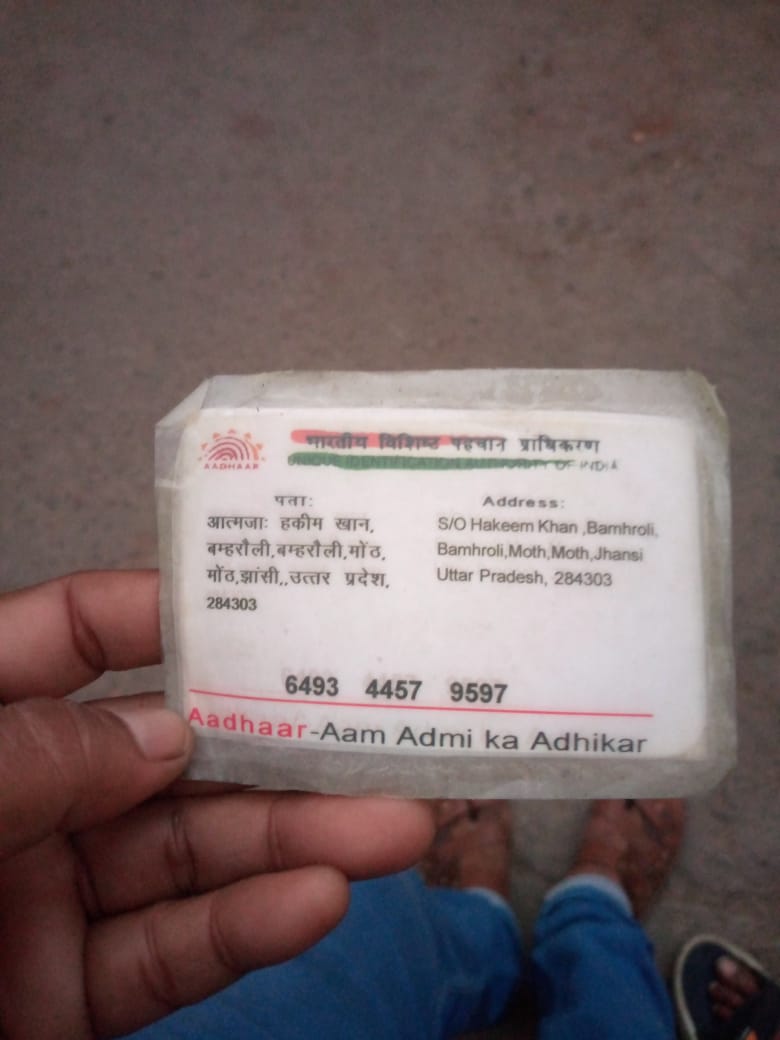 भारतीय विशिष्ट पहचान प्राधिकरण
UNIQUE IDENTIFICATION AUTHORITY OF INDIA
AADHAAR
पता:
आत्मजः हकीम खान,
बम्हरौली,बम्हरौली,मोंठ,
मोंठ,झांसी,,उत्तर प्रदेश,
284303
Address:
S/O Hakeem Khan ,Bamhroli,
Bamhroli,Moth,Moth,Jhansi
Uttar Pradesh, 284303
6493 4457 9597
Aadhaar-Aam Admi ka Adhikar